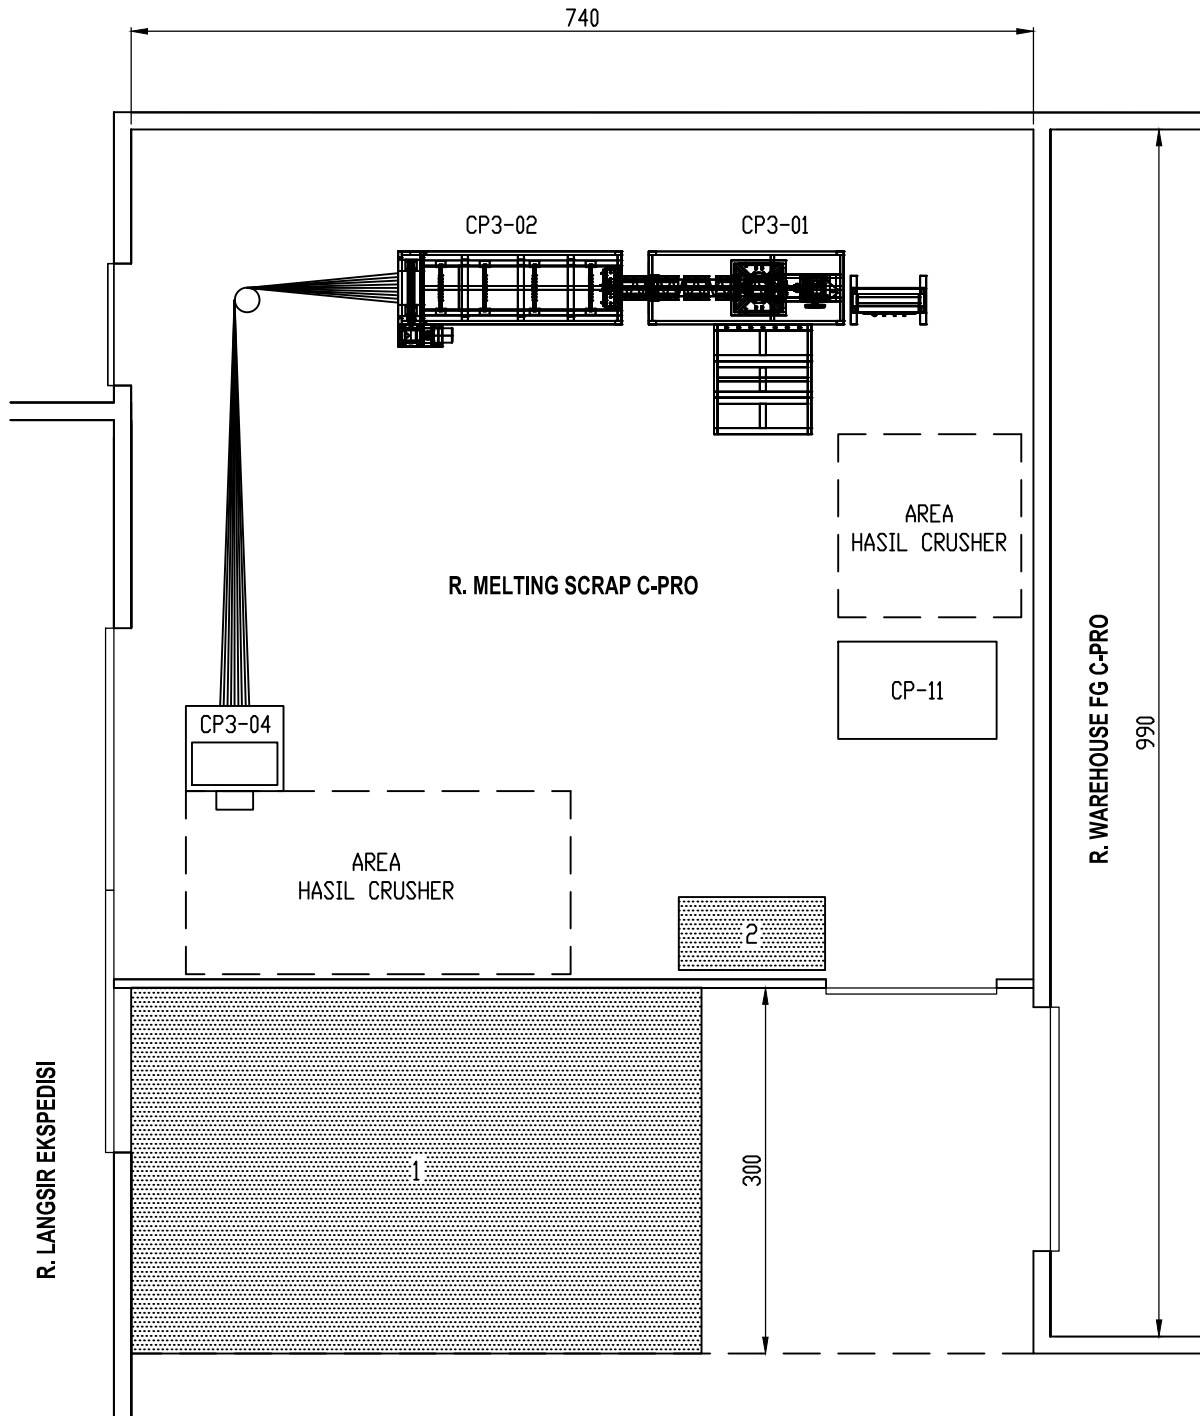 740
CP3-02
CP3-01
AREA
HASIL CRUSHER
R. MELTING SCRAP C-PRO
CP-11
R. WAREHOUSE FG C-PRO
990
CP3-04
AREA
HASIL CRUSHER
2
R. LANGSIR EKSPEDISI
1
300